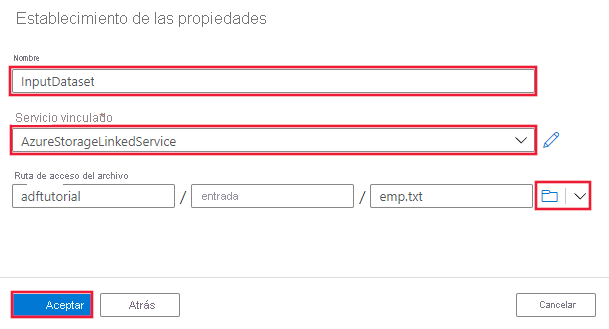 Establecimiento de las propiedades
Nombre
InputDataset
Servicio vinculado*
AzureStorageLinkedService
Ruta de acceso del archivo
adftutorial / entrada / emp.txt
Aceptar Atrás Cancelar